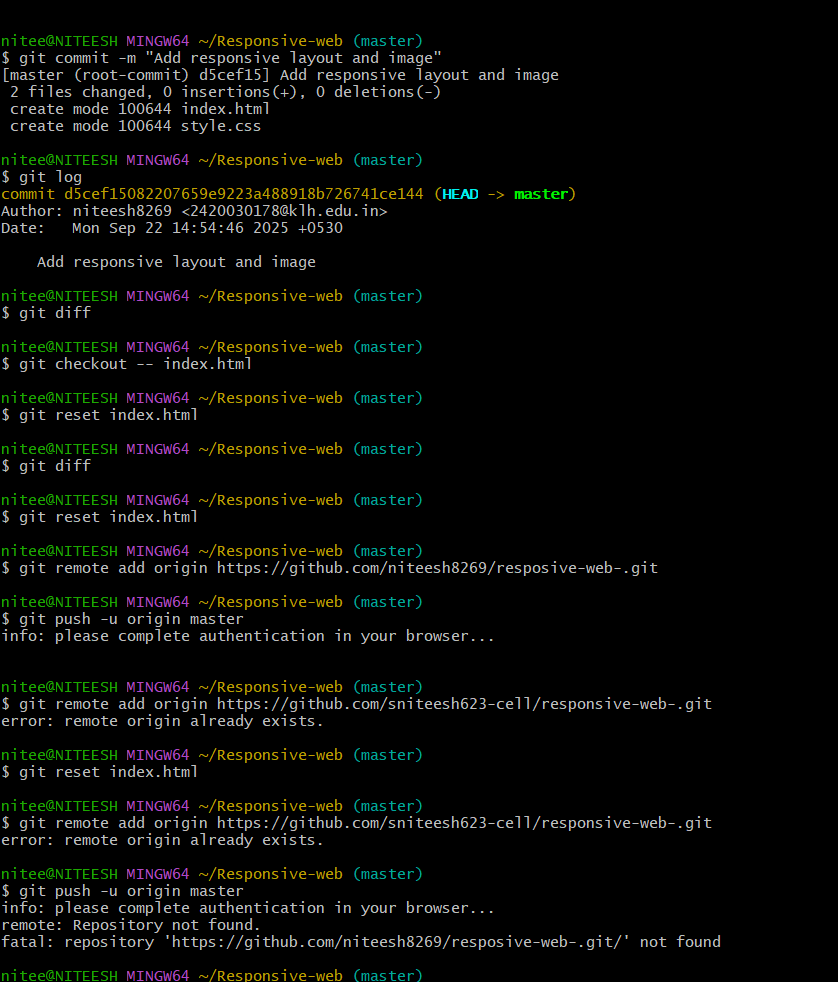 nitee@NITEESH MINGW64 ~/Responsive-web (master)
$ git commit -m "Add responsive layout and image"
[master (root-commit) d5cef15] Add responsive layout and image
 2 files changed, 0 insertions(+), 0 deletions(-)
 create mode 100644 index.html
 create mode 100644 style.css

nitee@NITEESH MINGW64 ~/Responsive-web (master)
$ git log
commit d5cef15082207659e9223a488918b726741ce144 (HEAD -> master)
Author: niteesh8269 <2420030178@klh.edu.in>
Date:   Mon Sep 22 14:54:46 2025 +0530

    Add responsive layout and image

nitee@NITEESH MINGW64 ~/Responsive-web (master)
$ git diff

nitee@NITEESH MINGW64 ~/Responsive-web (master)
$ git checkout -- index.html

nitee@NITEESH MINGW64 ~/Responsive-web (master)
$ git reset index.html

nitee@NITEESH MINGW64 ~/Responsive-web (master)
$ git diff

nitee@NITEESH MINGW64 ~/Responsive-web (master)
$ git reset index.html

nitee@NITEESH MINGW64 ~/Responsive-web (master)
$ git remote add origin https://github.com/niteesh8269/resposive-web-.git

nitee@NITEESH MINGW64 ~/Responsive-web (master)
$ git push -u origin master
info: please complete authentication in your browser...

nitee@NITEESH MINGW64 ~/Responsive-web (master)
$ git remote add origin https://github.com/sniteesh623-cell/responsive-web-.git
error: remote origin already exists.

nitee@NITEESH MINGW64 ~/Responsive-web (master)
$ git reset index.html

nitee@NITEESH MINGW64 ~/Responsive-web (master)
$ git remote add origin https://github.com/sniteesh623-cell/responsive-web-.git
error: remote origin already exists.

nitee@NITEESH MINGW64 ~/Responsive-web (master)
$ git push -u origin master
info: please complete authentication in your browser...
remote: Repository not found.
fatal: repository 'https://github.com/niteesh8269/resposive-web-.git/' not found

nitee@NITEESH MINGW64 ~/Responsive-web (master)